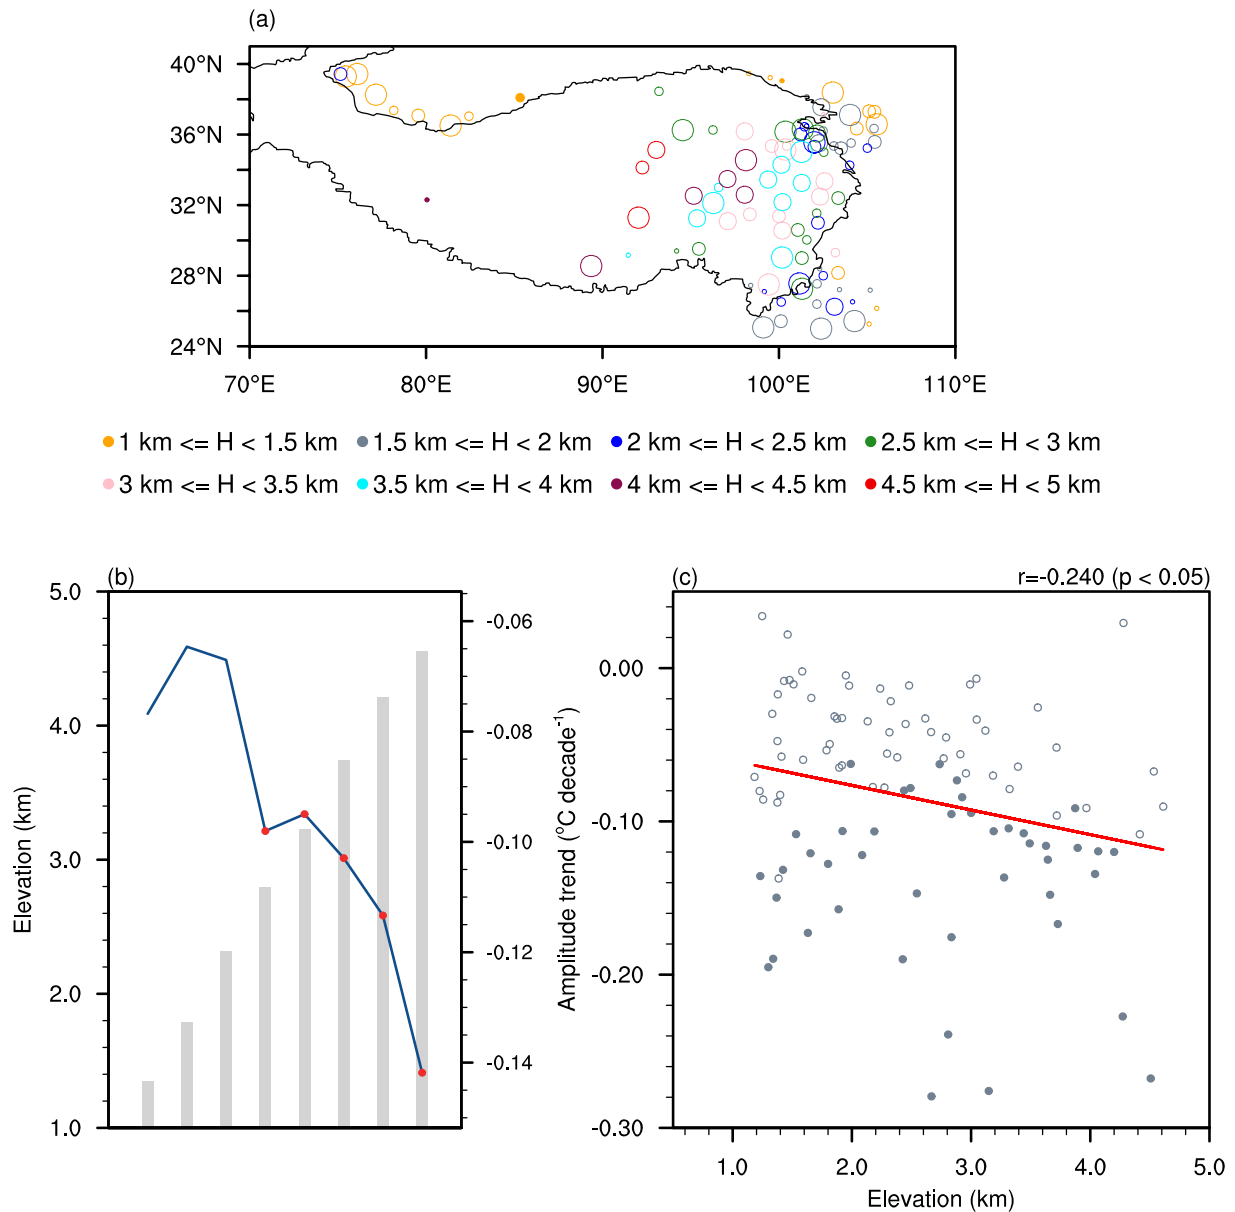 (a)
40°N
36°N
32°N
28°N
24°N
70°E 80°E 90°E 100°E 110°E
1 km <= H < 1.5 km 1.5 km <= H < 2 km 2 km <= H < 2.5 km 2.5 km <= H < 3 km
3 km <= H < 3.5 km 3.5 km <= H < 4 km 4 km <= H < 4.5 km 4.5 km <= H < 5 km
(b)
5.0
4.0
3.0
2.0
1.0
Elevation (km)
-0.06
-0.08
-0.10
-0.12
-0.14
Amplitude trend (°C decade⁻¹)
(c)
r=-0.240 (p < 0.05)
0.00
-0.10
-0.20
-0.30
1.0 2.0 3.0 4.0 5.0
Elevation (km)